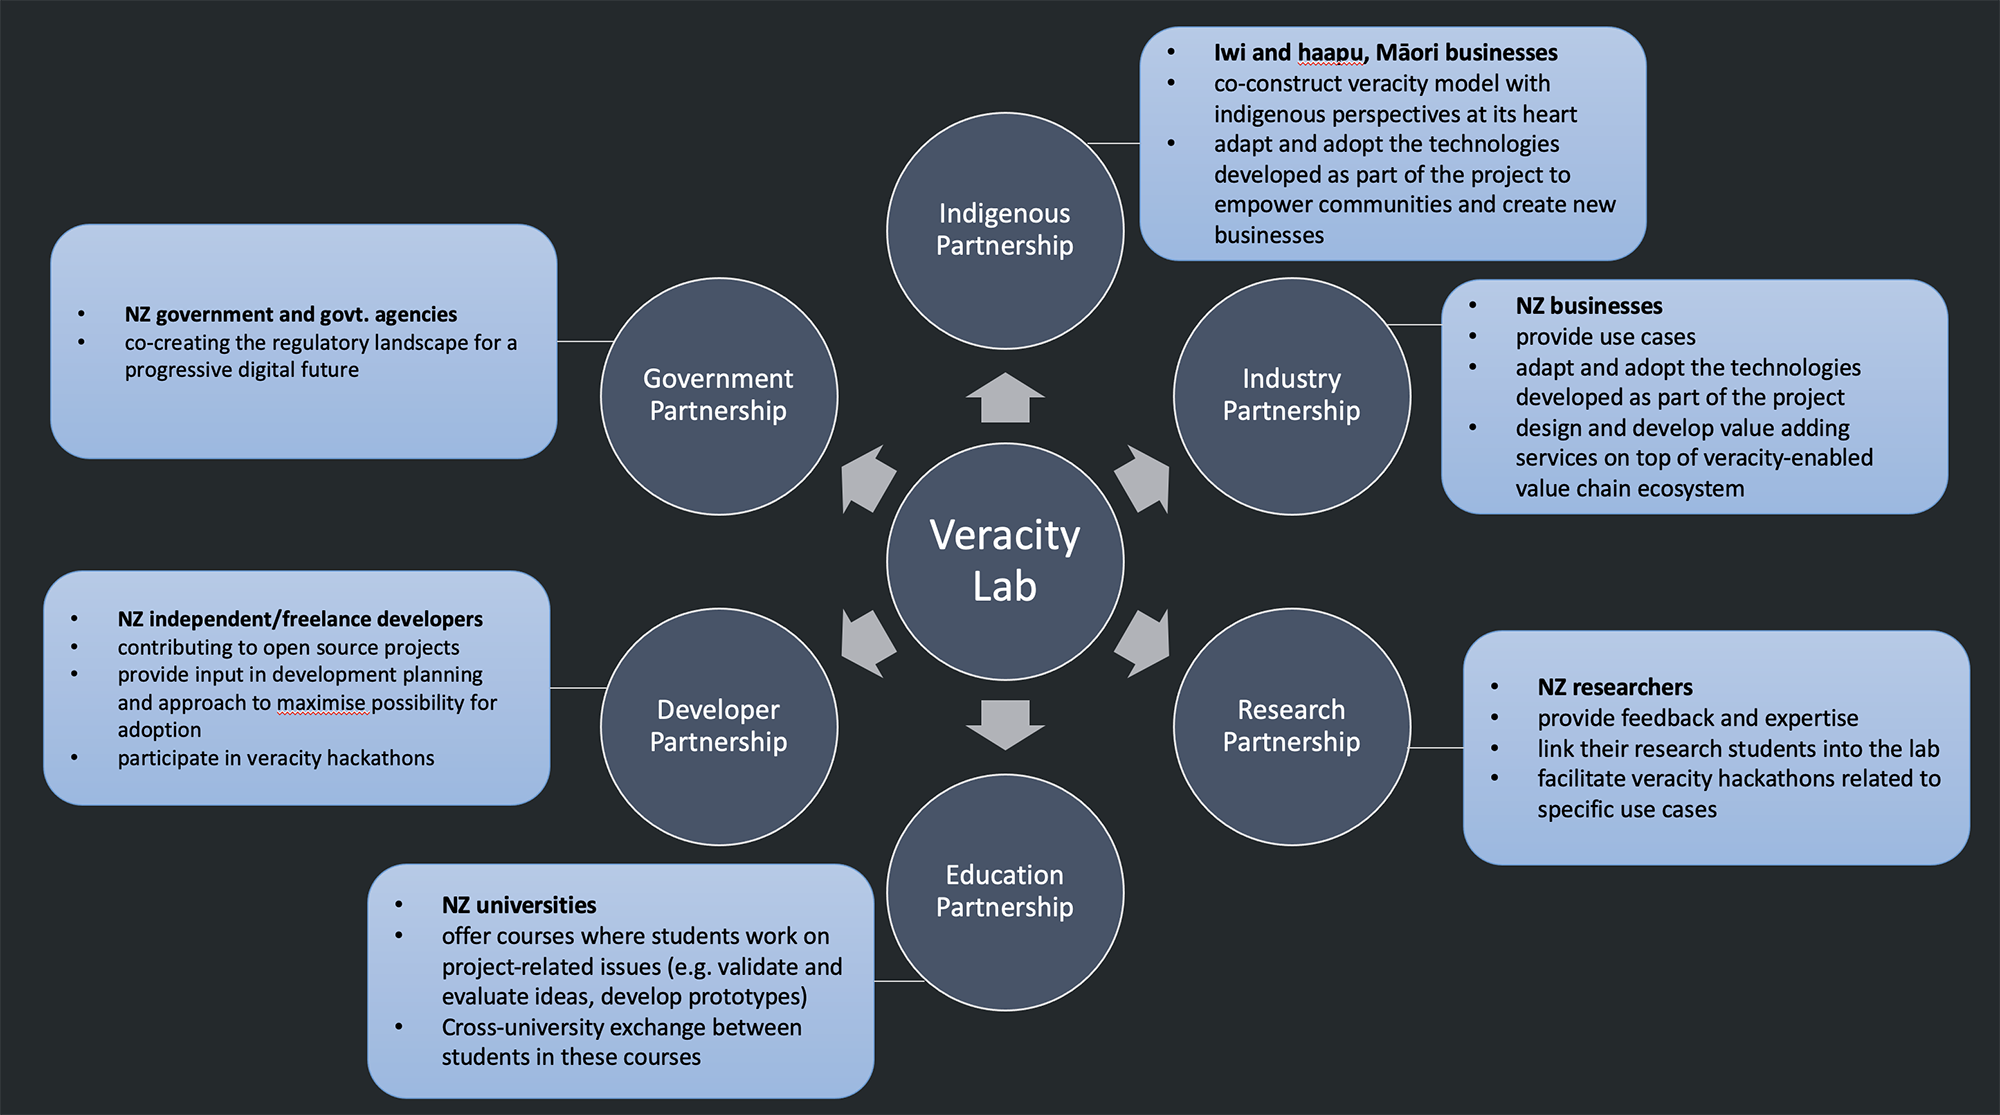 • Iwi and haapu, Māori businesses
• co-construct veracity model with
indigenous perspectives at its heart
• adapt and adopt the technologies
developed as part of the project to
empower communities and create new
businesses
Indigenous
Partnership
• NZ government and govt. agencies
• co-creating the regulatory landscape for a
progressive digital future
Government
Partnership
Industry
Partnership
• NZ businesses
• provide use cases
• adapt and adopt the technologies
developed as part of the project
• design and develop value adding
services on top of veracity-enabled
value chain ecosystem
Veracity
Lab
• NZ independent/freelance developers
• contributing to open source projects
• provide input in development planning
and approach to maximise possibility for
adoption
• participate in veracity hackathons
Developer
Partnership
Research
Partnership
• NZ researchers
• provide feedback and expertise
• link their research students into the lab
• facilitate veracity hackathons related to
specific use cases
Education
Partnership
• NZ universities
• offer courses where students work on
project-related issues (e.g. validate and
evaluate ideas, develop prototypes)
• Cross-university exchange between
students in these courses